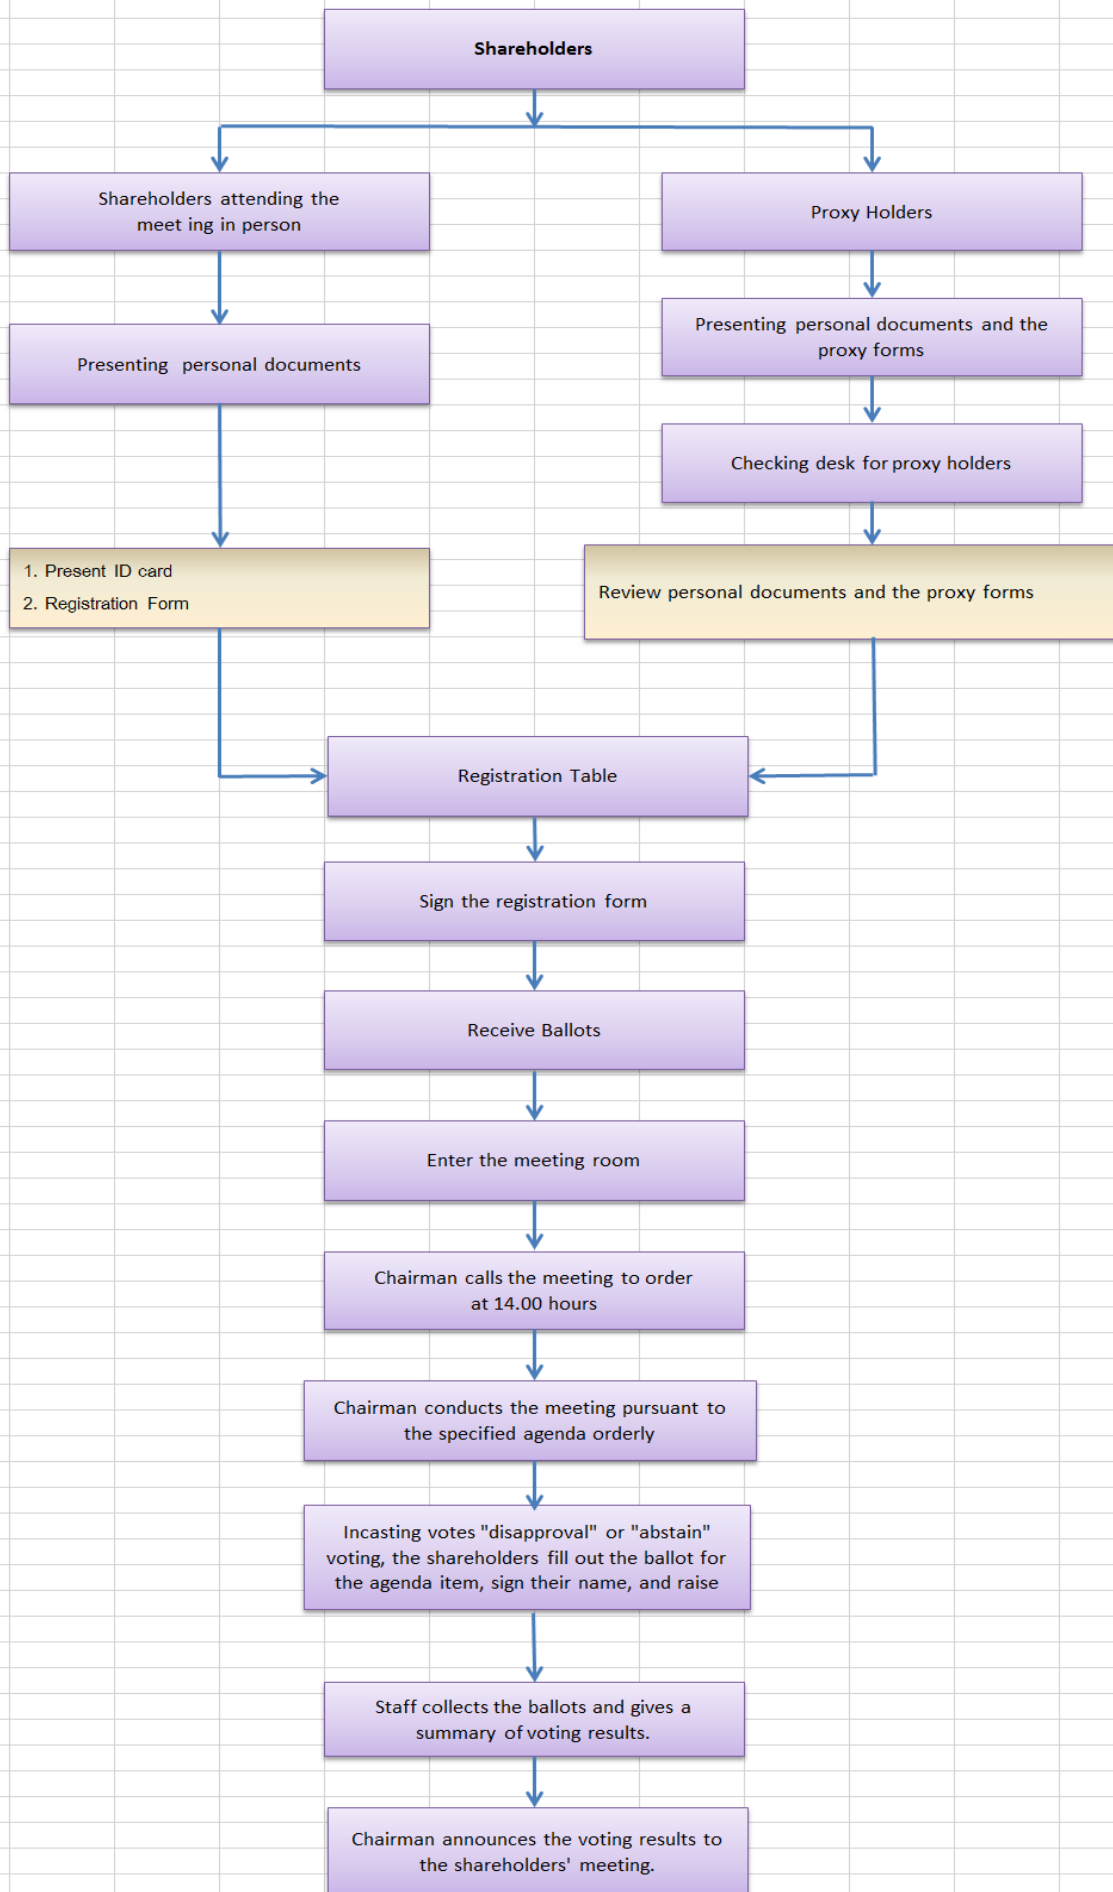 Shareholders
Shareholders attending the
meet ing in person
Proxy Holders
Presenting personal documents
Presenting personal documents and the
proxy forms
Checking desk for proxy holders
1. Present ID card
2. Registration Form
Review personal documents and the proxy forms
Registration Table
Sign the registration form
Receive Ballots
Enter the meeting room
Chairman calls the meeting to order
at 14.00 hours
Chairman conducts the meeting pursuant to
the specified agenda orderly
Incasting votes "disapproval" or "abstain"
voting, the shareholders fill out the ballot for
the agenda item, sign their name, and raise
Staff collects the ballots and gives a
summary of voting results.
Chairman announces the voting results to
the shareholders' meeting.